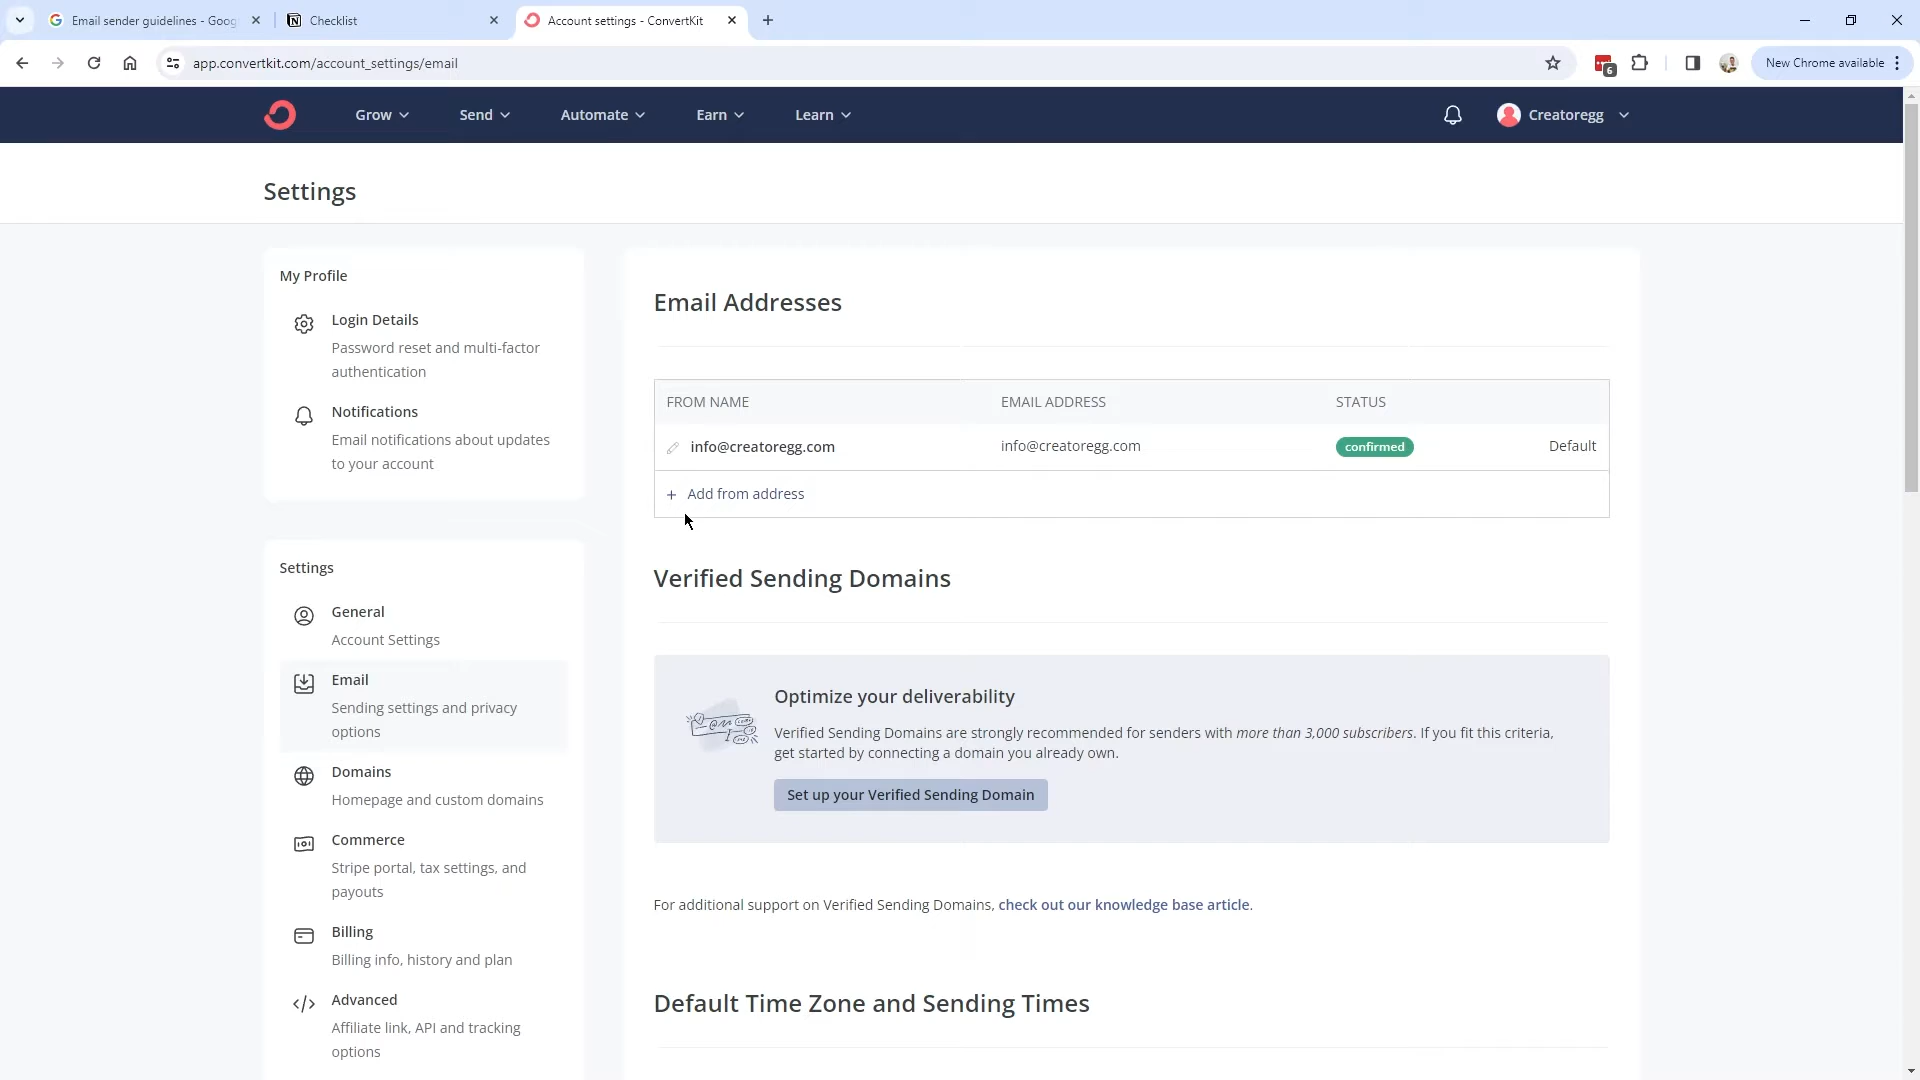 Email sender guidelines - Goog
Checklist
Account settings - ConvertKit
app.convertkit.com/account_settings/email
6
New Chrome available
Grow
Send
Automate
Earn
Learn
Creatoregg
Settings
My Profile
Login Details
Password reset and multi-factor
authentication
Notifications
Email notifications about updates
to your account
Settings
General
Account Settings
Email
Sending settings and privacy
options
Domains
Homepage and custom domains
Commerce
Stripe portal, tax settings, and
payouts
Billing
Billing info, history and plan
Advanced
Affiliate link, API and tracking
options
Email Addresses
FROM NAME EMAIL ADDRESS STATUS
info@creatoregg.com info@creatoregg.com confirmed Default
+ Add from address
Verified Sending Domains
Optimize your deliverability
Verified Sending Domains are strongly recommended for senders with more than 3,000 subscribers. If you fit this criteria,
get started by connecting a domain you already own.
Set up your Verified Sending Domain
For additional support on Verified Sending Domains, check out our knowledge base article.
Default Time Zone and Sending Times